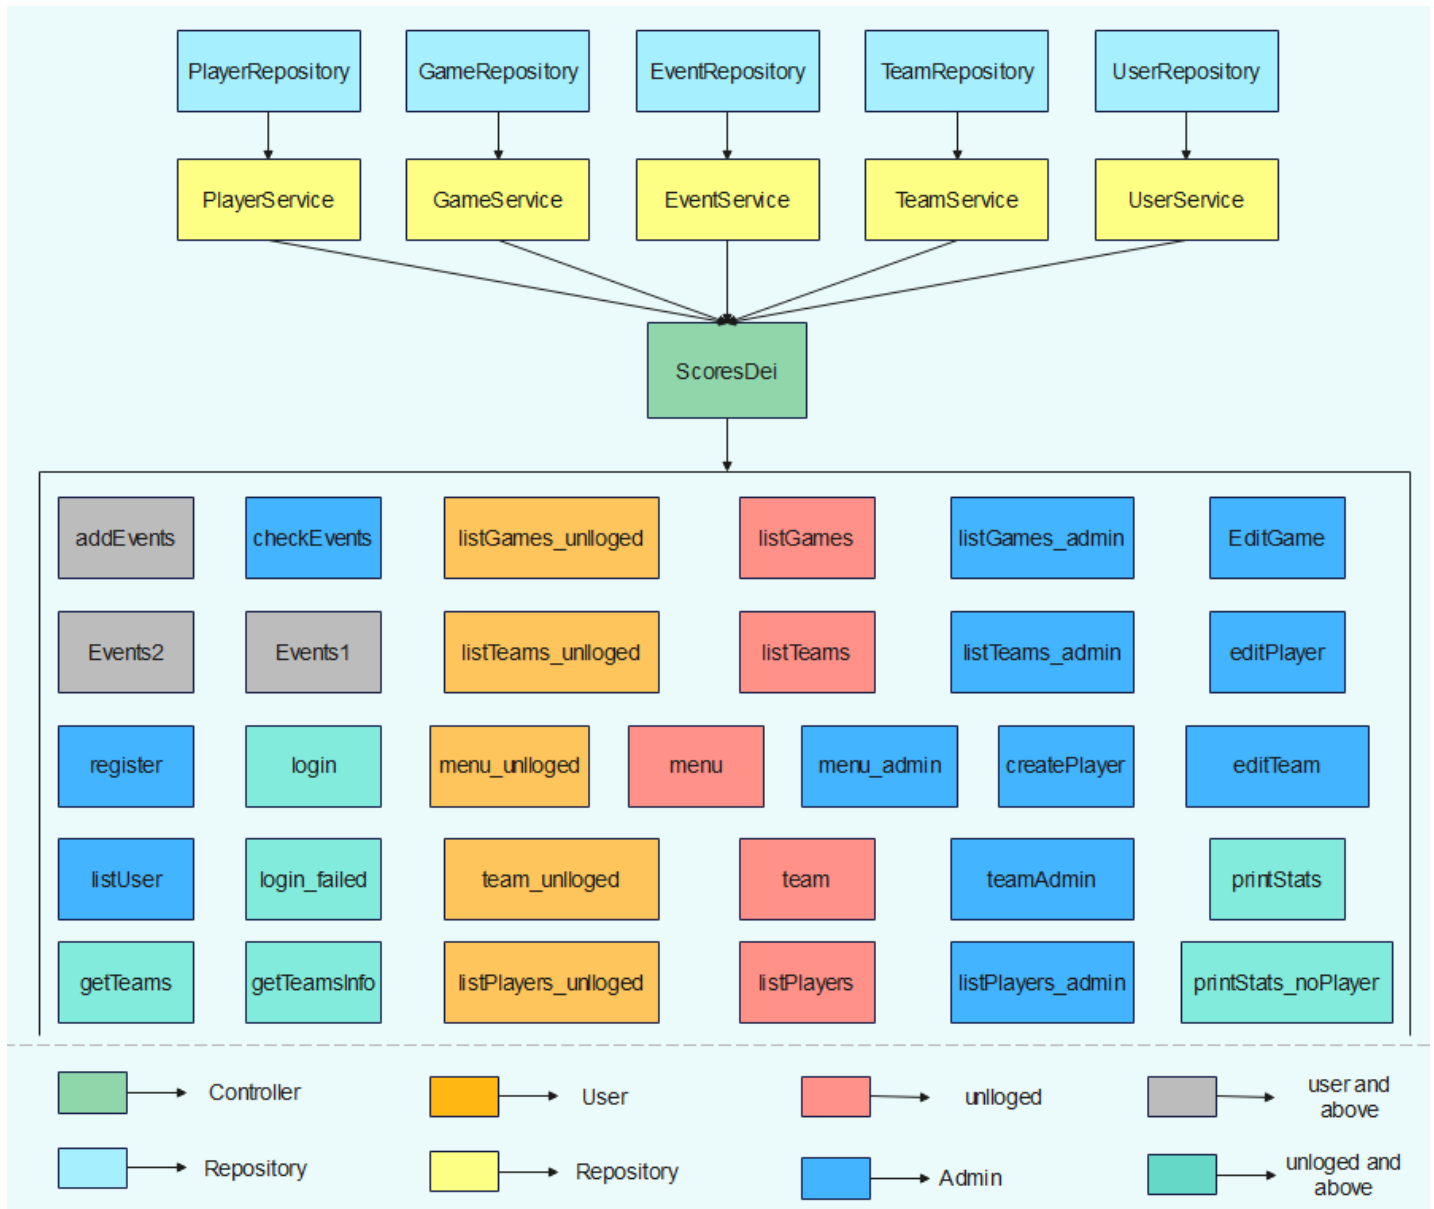 PlayerRepository
GameRepository
EventRepository
TeamRepository
UserRepository
PlayerService
GameService
EventService
TeamService
UserService
ScoresDei
addEvents
checkEvents
listGames_unlloged
listGames
listGames_admin
EditGame
Events2
Events1
listTeams_unlloged
listTeams
listTeams_admin
editPlayer
register
login
menu_unlloged
menu
menu_admin
createPlayer
editTeam
listUser
login_failed
team_unlloged
team
teamAdmin
printStats
getTeams
getTeamsInfo
listPlayers_unlloged
listPlayers
listPlayers_admin
printStats_noPlayer
Controller
User
unlloged
user and
above
Repository
Repository
Admin
unloged and
above